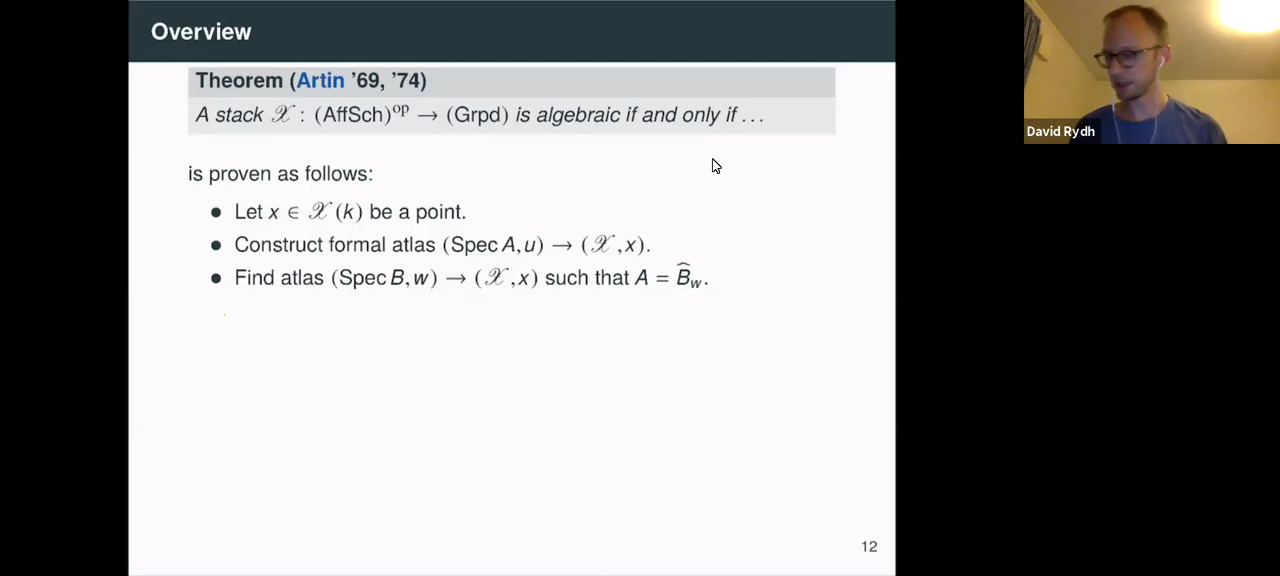 Overview
Theorem (Artin '69, '74)
A stack 𝒳 : (AffSch)ᵒᵖ → (Grpd) is algebraic if and only if ...
is proven as follows:
● Let x ∈ 𝒳(k) be a point.
● Construct formal atlas (Spec A, u) → (𝒳, x).
● Find atlas (Spec B, w) → (𝒳, x) such that A = B̂_w.
12
David Rydh